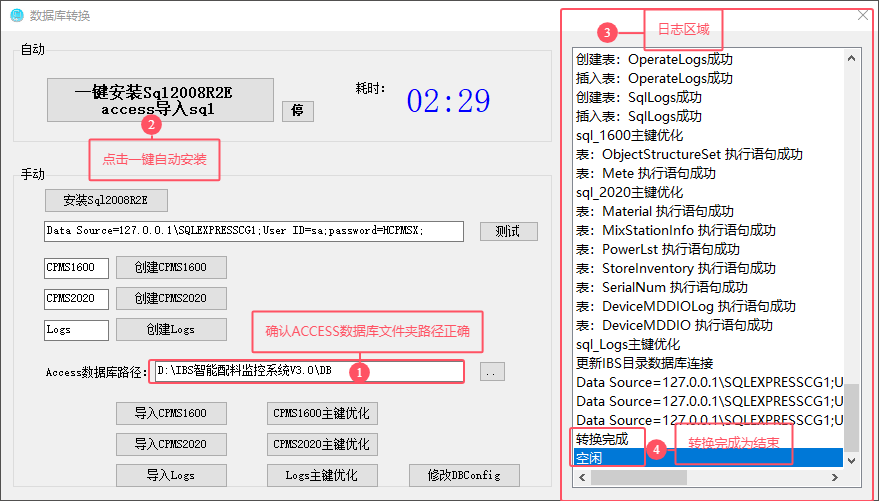 数据库转换
自动
一键安装Sql2008R2E
access导入sql
停
耗时:
02:29
2
点击一键自动安装
手动
安装Sql2008R2E
Data Source=127.0.0.1\SQLEXPRESSCG1;User ID=sa;password=HCPMSX;
测试
CPMS1600
创建CPMS1600
CPMS2020
创建CPMS2020
Logs
创建Logs
确认ACCESS数据库文件夹路径正确
1
Access数据库路径:
D:\IBS智能配料监控系统V3.0\DB
..
导入CPMS1600
CPMS1600主键优化
导入CPMS2020
CPMS2020主键优化
导入Logs
Logs主键优化
修改DBConfig
3
日志区域
创建表：OperateLogs成功
插入表：OperateLogs成功
创建表：SqlLogs成功
插入表：SqlLogs成功
sql_1600主键优化
表：ObjectStructureSet 执行语句成功
表：Mete 执行语句成功
sql_2020主键优化
表：Material 执行语句成功
表：MixStationInfo 执行语句成功
表：PowerLst 执行语句成功
表：StoreInventory 执行语句成功
表：SerialNum 执行语句成功
表：DeviceMDDIOLog 执行语句成功
表：DeviceMDDIO 执行语句成功
sql_Logs主键优化
更新IBS目录数据库连接
Data Source=127.0.0.1\SQLEXPRESSCG1;U
Data Source=127.0.0.1\SQLEXPRESSCG1;U
Data Source=127.0.0.1\SQLEXPRESSCG1;U
转换完成
空闲
4
转换完成为结束